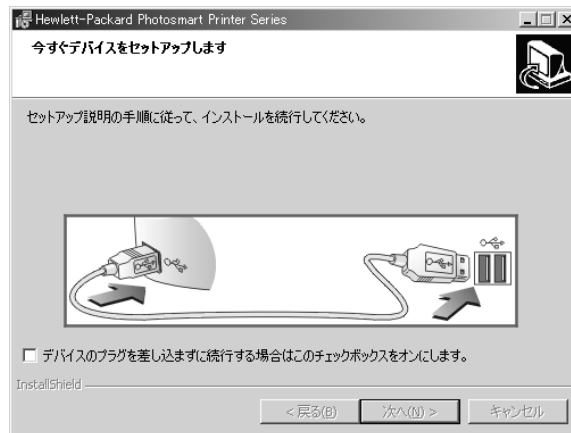 Hewlett-Packard Photosmart Printer Series
今すぐデバイスをセットアップします
セットアップ説明の手順に従って、インストールを続行してください。
デバイスのプラグを差し込まずに続行する場合はこのチェックボックスをオンにします。
InstallShield
< 戻る(B)
次へ(N) >
キャンセル